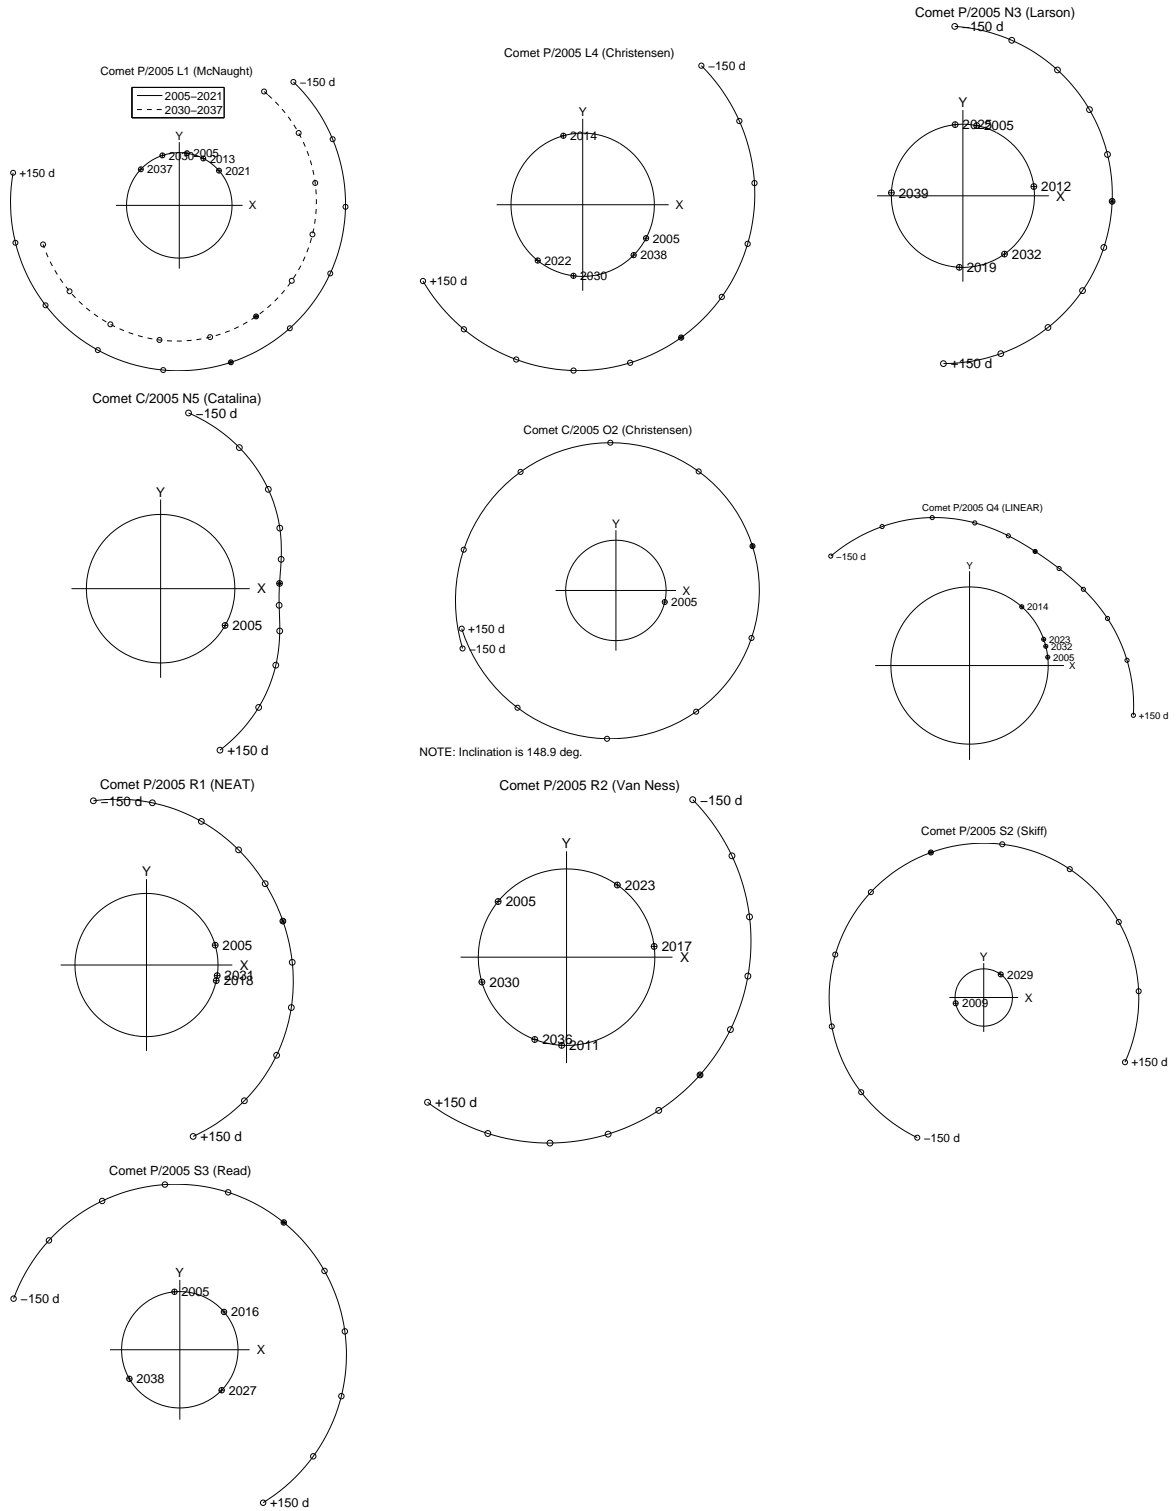 Comet P/2005 L1 (McNaught)
2005−2021
2030−2037
−150 d
Y
2030
2005
2013
2037
2021
+150 d
X
Comet P/2005 L4 (Christensen)
−150 d
Y
2014
X
2005
2038
2022
2030
+150 d
Comet P/2005 N3 (Larson)
−150 d
Y
2025
2005
2039
2012
X
2032
2019
+150 d
Comet C/2005 N5 (Catalina)
−150 d
Y
X
2005
+150 d
Comet C/2005 O2 (Christensen)
Y
X
2005
+150 d
−150 d
NOTE: Inclination is 148.9 deg.
Comet P/2005 Q4 (LINEAR)
−150 d
Y
2014
2023
2032
2005
X
+150 d
Comet P/2005 R1 (NEAT)
−150 d
Y
2005
X
2031
2018
+150 d
Comet P/2005 R2 (Van Ness)
−150 d
Y
2023
2005
2017
X
2030
2036
2011
+150 d
Comet P/2005 S2 (Skiff)
Y
2029
2009
X
+150 d
−150 d
Comet P/2005 S3 (Read)
−150 d
Y
2005
2016
X
2038
2027
+150 d